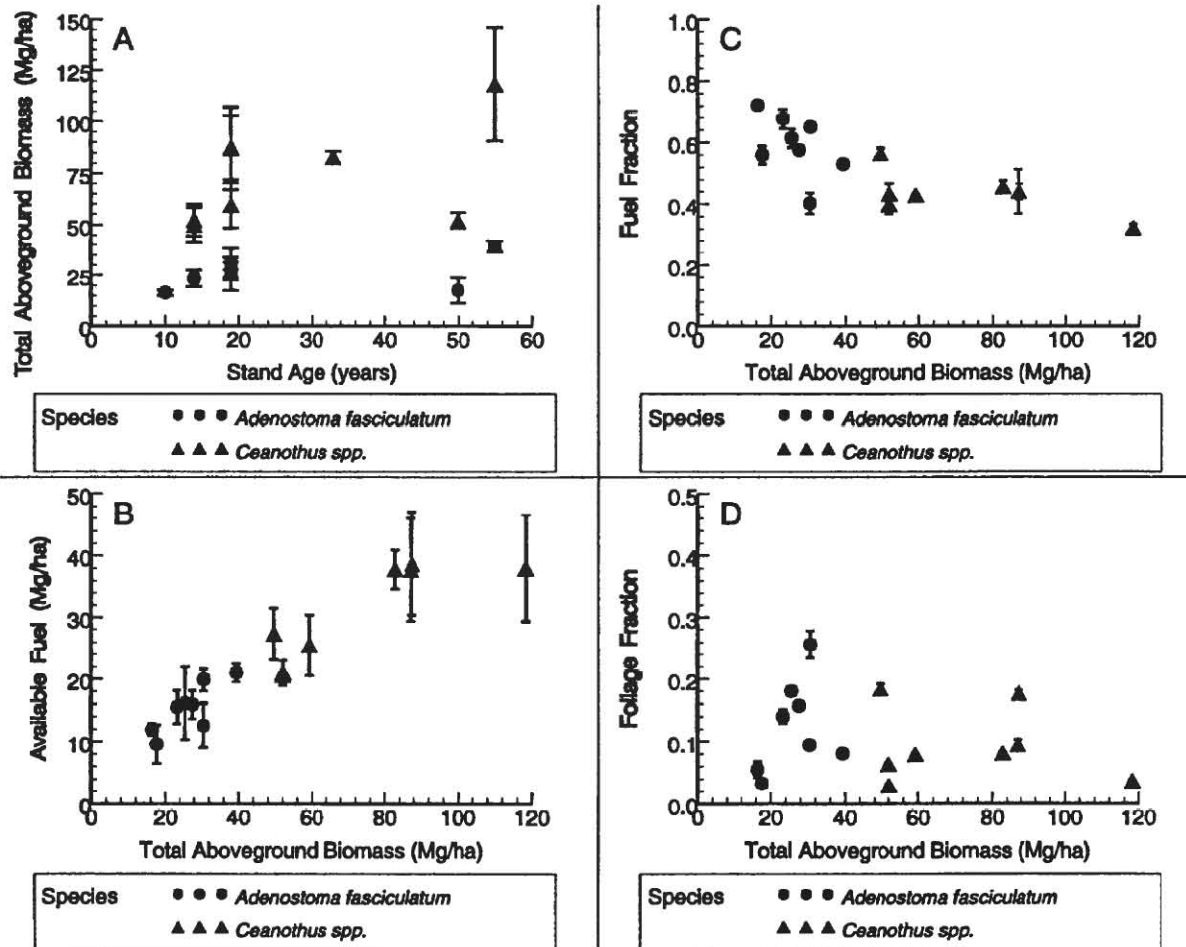 A
Total Aboveground Biomass (Mg/ha)
150
125
100
75
50
25
0
0 10 20 30 40 50 60
Stand Age (years)
Species Adenostoma fasciculatum
Ceanothus spp.
C
Fuel Fraction
1.0
0.8
0.6
0.4
0.2
0.0
0 20 40 60 80 100 120
Total Aboveground Biomass (Mg/ha)
Species Adenostoma fasciculatum
Ceanothus spp.
B
Available Fuel (Mg/ha)
50
40
30
20
10
0
0 20 40 60 80 100 120
Total Aboveground Biomass (Mg/ha)
Species Adenostoma fasciculatum
Ceanothus spp.
D
Foliage Fraction
0.5
0.4
0.3
0.2
0.1
0.0
0 20 40 60 80 100 120
Total Aboveground Biomass (Mg/ha)
Species Adenostoma fasciculatum
Ceanothus spp.